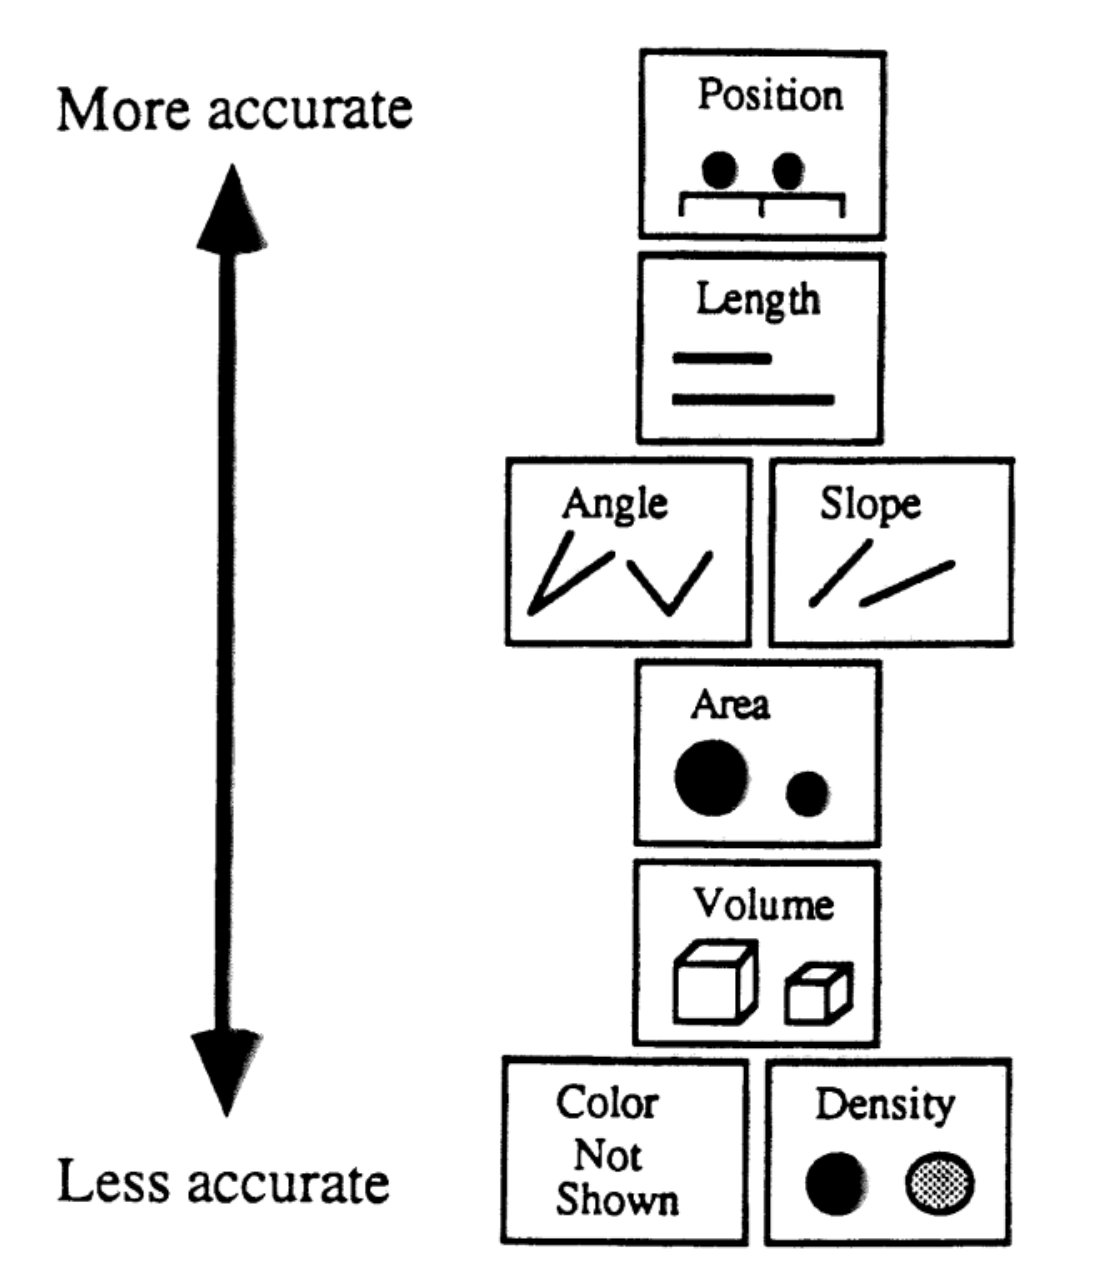 More accurate
Position
Length
Angle
Slope
Area
Volume
Color
Not
Shown
Density
Less accurate